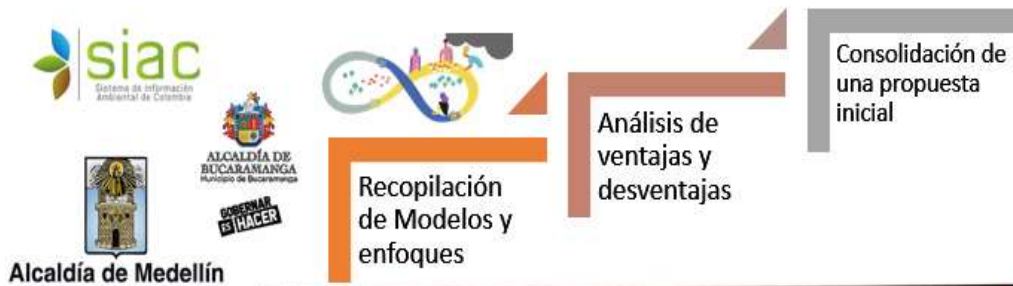 siac
Sistema de Información
Ambiental de Colombia
ALCALDÍA DE
BUCARAMANGA
Municipio de Bucaramanga
GOBERNAR
ES HACER
Alcaldía de Medellín
Recopilación
de Modelos y
enfoques
Análisis de
ventajas y
desventajas
Consolidación de
una propuesta
inicial